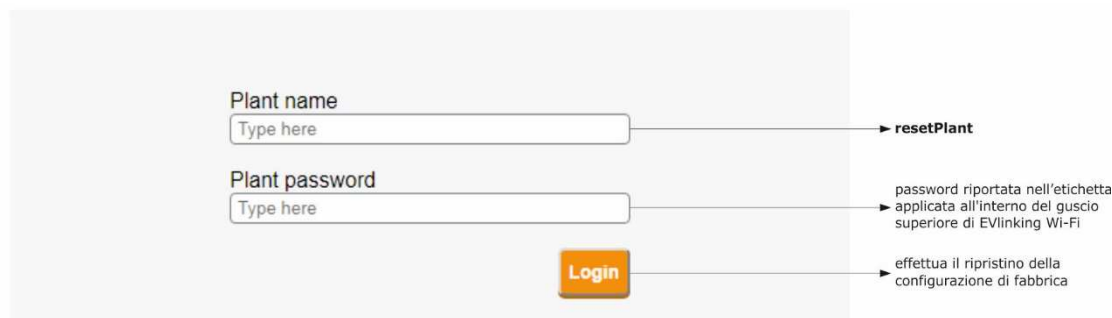 Plant name
Type here
resetPlant
Plant password
Type here
password riportata nell'etichetta
applicata all'interno del guscio
superiore di EVlinking Wi-Fi
Login
effettua il ripristino della
configurazione di fabbrica